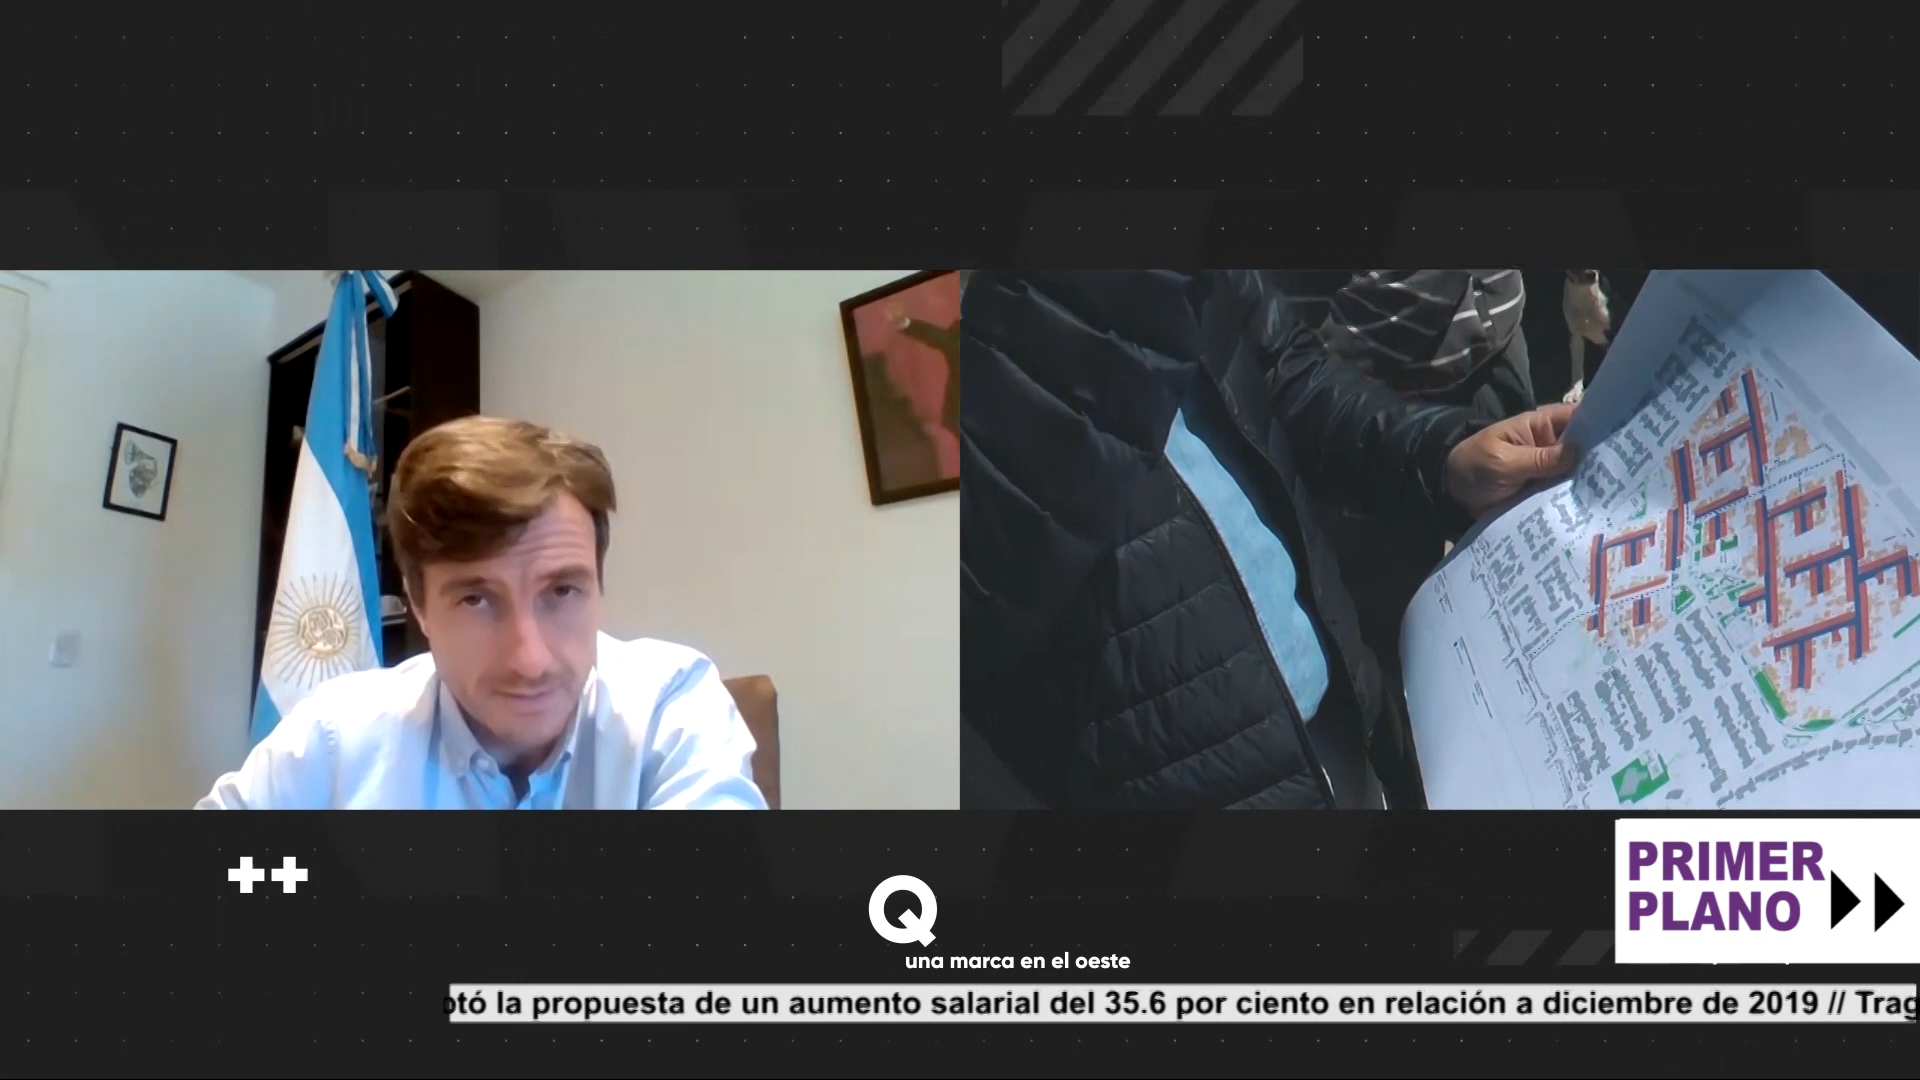 PRIMER
PLANO
Q
una marca en el oeste
la propuesta de un aumento salarial del 35.6 por ciento en relación a diciembre de 2019 //